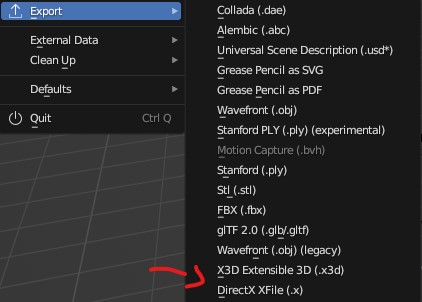 Export
External Data
Clean Up
Defaults
Quit Ctrl Q
Collada (.dae)
Alembic (.abc)
Universal Scene Description (.usd*)
Grease Pencil as SVG
Grease Pencil as PDF
Wavefront (.obj)
Stanford PLY (.ply) (experimental)
Motion Capture (.bvh)
Stanford (.ply)
Stl (.stl)
FBX (.fbx)
glTF 2.0 (.glb/.gltf)
Wavefront (.obj) (legacy)
X3D Extensible 3D (.x3d)
DirectX XFile (.x)